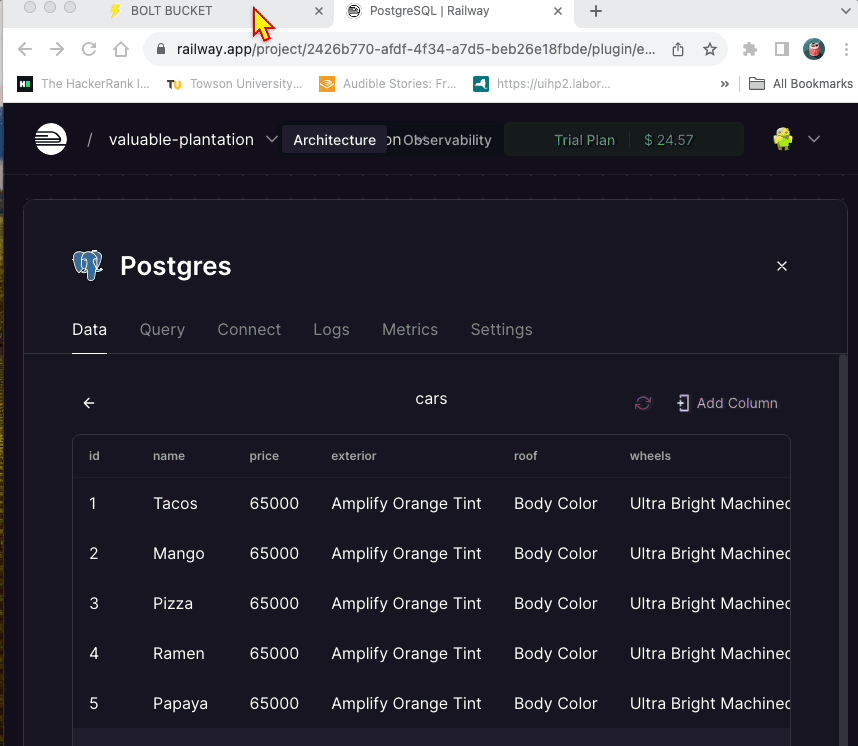 BOLT BUCKET
PostgreSQL | Railway
railway.app/project/2426b770-afdf-4f34-a7d5-beb26e18fbde/plugin/e...
The HackerRank I...
TU Towson University...
Audible Stories: Fr...
https://uihp2.labor...
» All Bookmarks
/ valuable-plantation
Architecture
Observability
Trial Plan
$ 24.57
Postgres
Data Query Connect Logs Metrics Settings
cars
Add Column
id name price exterior roof wheels
1 Tacos 65000 Amplify Orange Tint Body Color Ultra Bright Machined
2 Mango 65000 Amplify Orange Tint Body Color Ultra Bright Machined
3 Pizza 65000 Amplify Orange Tint Body Color Ultra Bright Machined
4 Ramen 65000 Amplify Orange Tint Body Color Ultra Bright Machined
5 Papaya 65000 Amplify Orange Tint Body Color Ultra Bright Machined